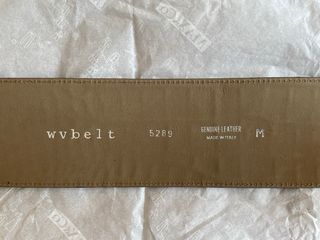 wvbelt 5289 GENUINE LEATHER M
MADE IN ITALY